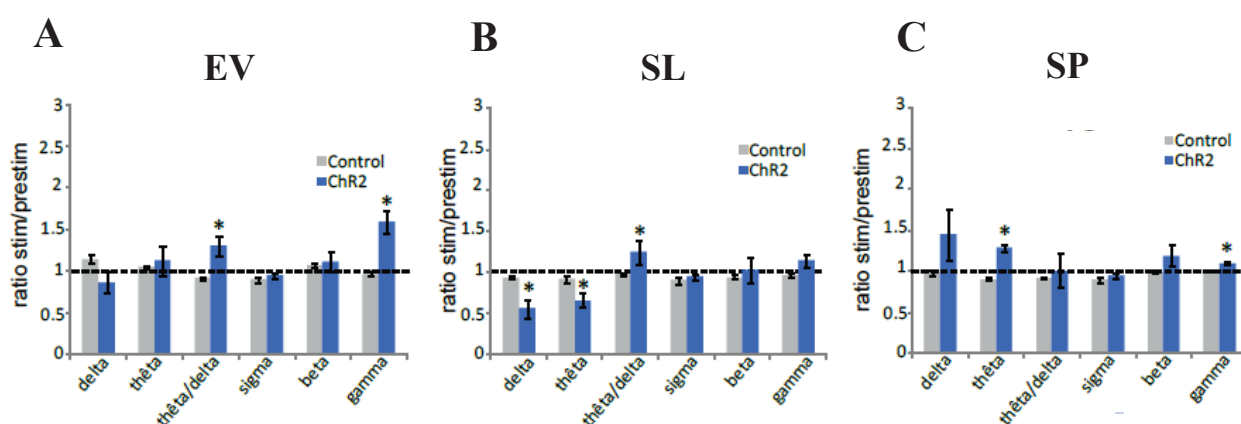 A
EV
ratio stim/prestim
3
2.5
2
1.5
1
0.5
0
Control
ChR2
*
*
delta
thêta
thêta/delta
sigma
beta
gamma
B
SL
ratio stim/prestim
3
2.5
2
1.5
1
0.5
0
Control
ChR2
*
*
*
delta
thêta
thêta/delta
sigma
beta
gamma
C
SP
ratio stim/prestim
3
2.5
2
1.5
1
0.5
0
Control
ChR2
*
*
delta
thêta
thêta/delta
sigma
beta
gamma